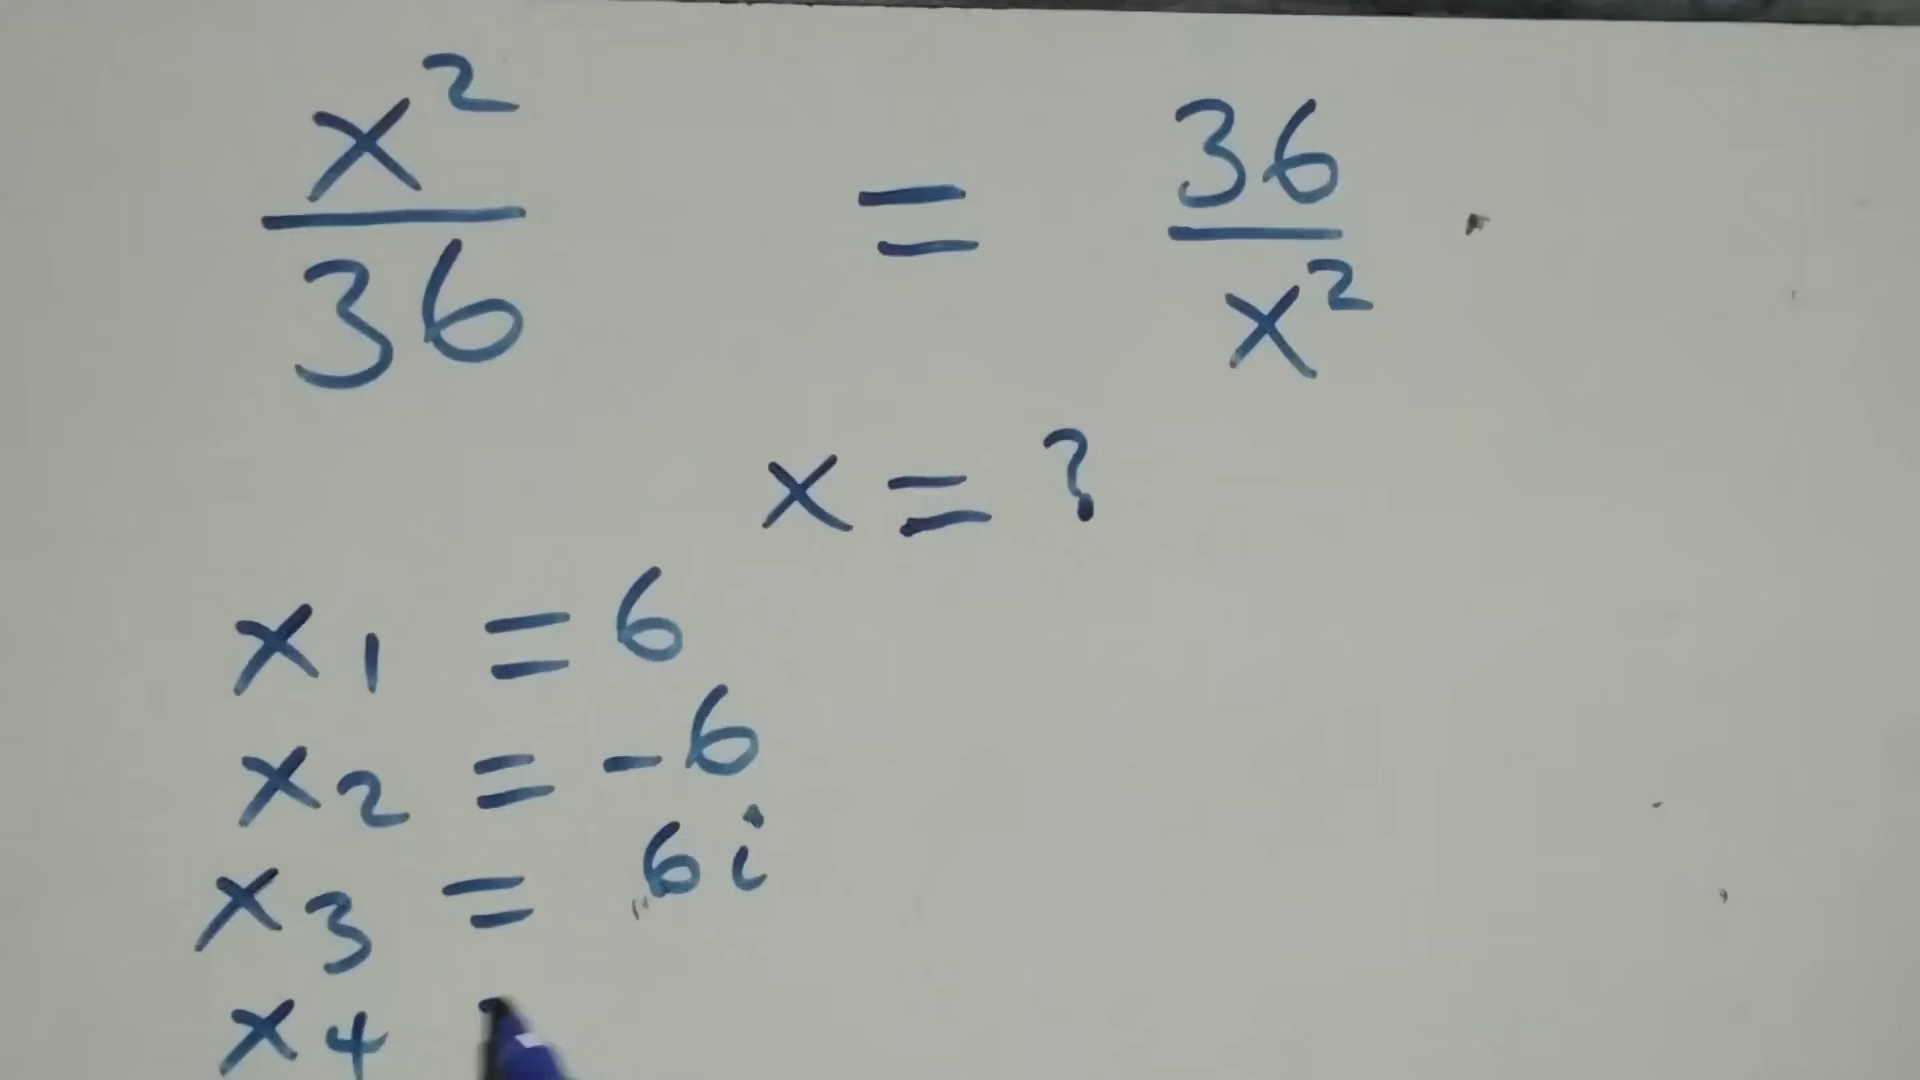 x²/36 = 36/x²
x = ?
x₁ = 6
x₂ = -6
x₃ = 6i
x₄